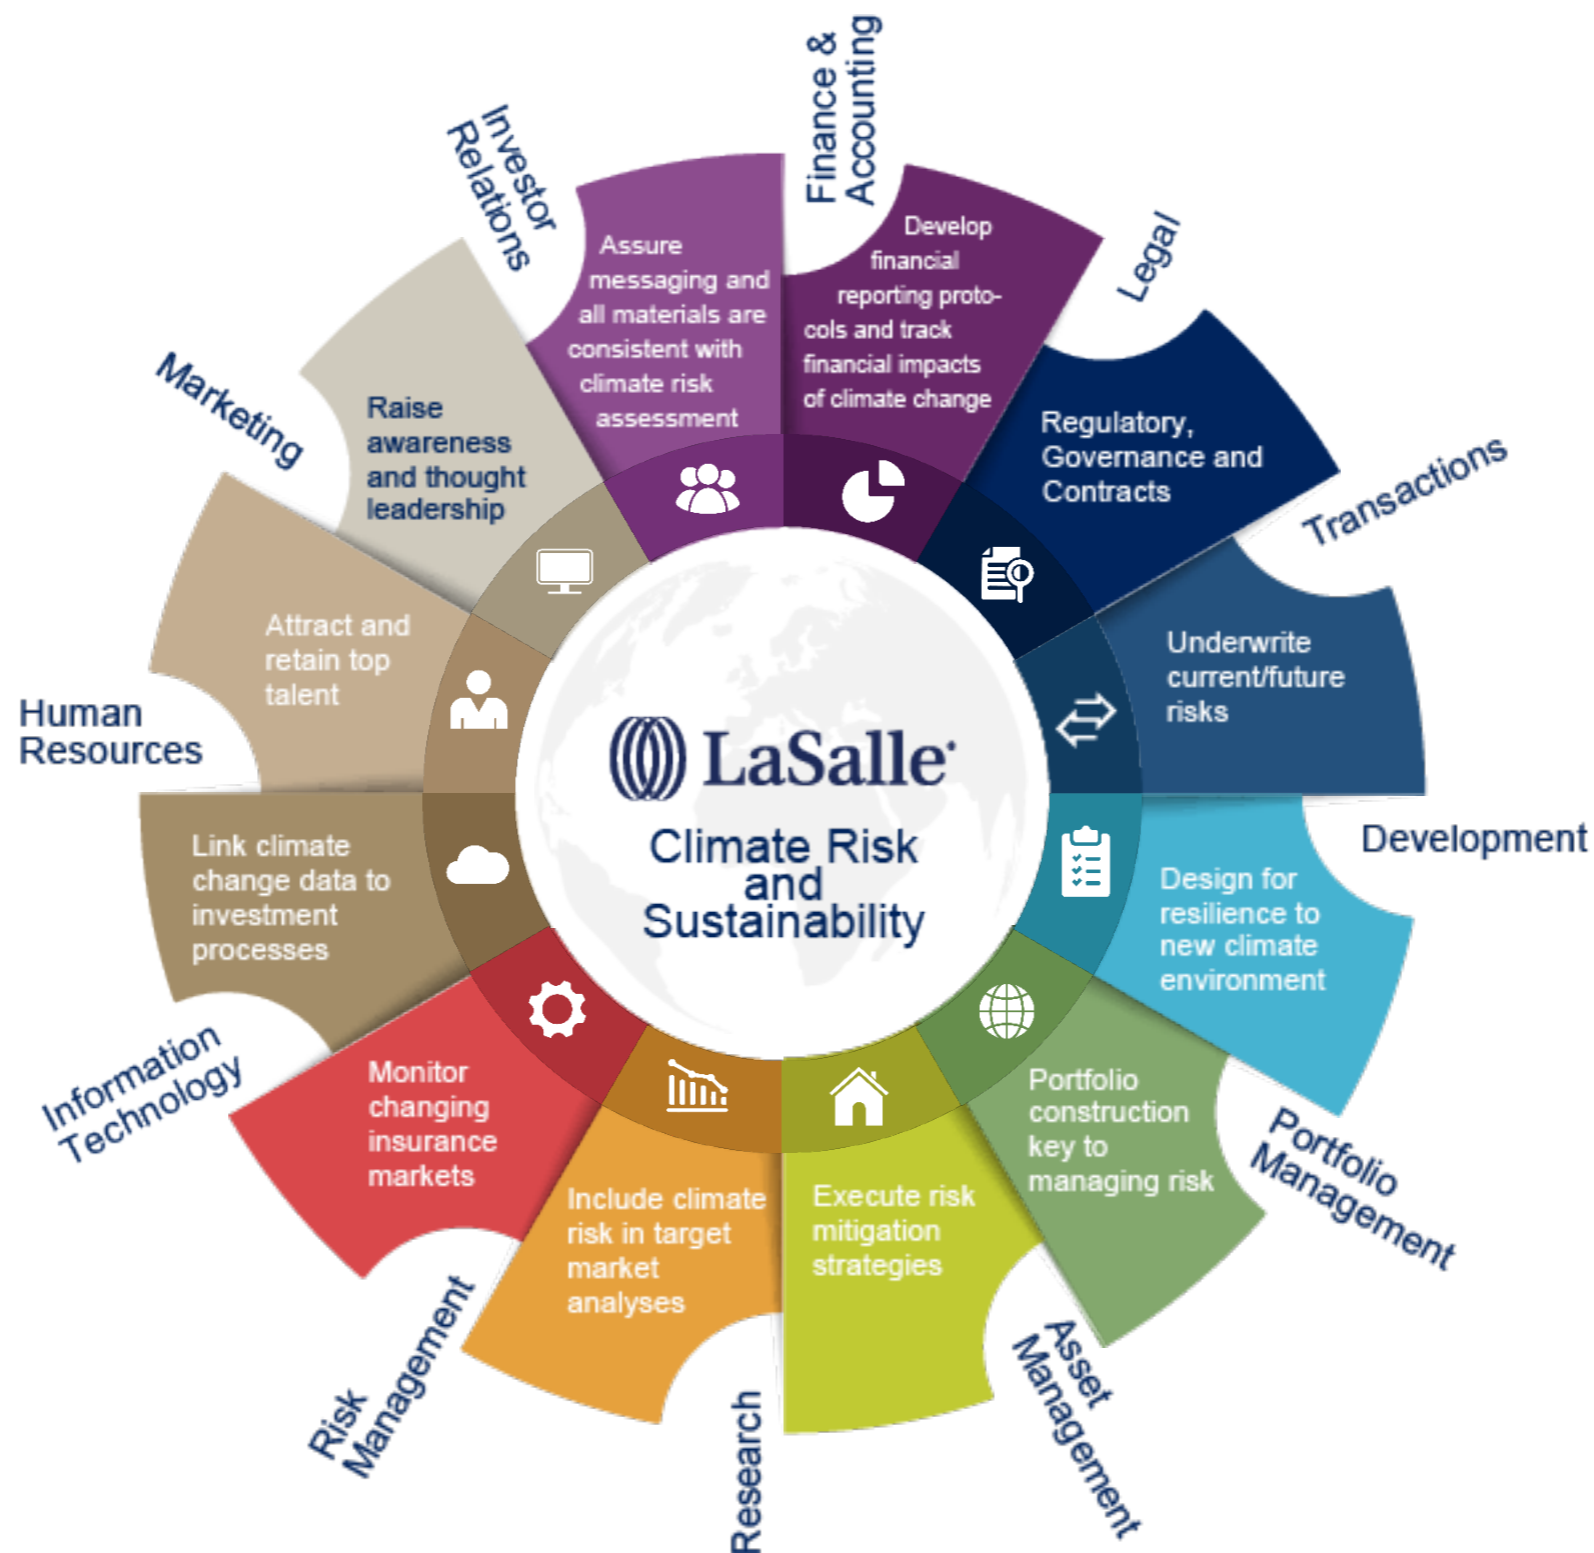 LaSalle
Climate Risk
and
Sustainability
Finance &
Accounting
Develop
financial
reporting proto-
cols and track
financial impacts
of climate change
Legal
Regulatory,
Governance and
Contracts
Transactions
Underwrite
current/future
risks
Development
Design for
resilience to
new climate
environment
Portfolio
Management
Portfolio
construction
key to
managing risk
Asset
Management
Execute risk
mitigation
strategies
Research
Include climate
risk in target
market
analyses
Risk
Management
Monitor
changing
insurance
markets
Information
Technology
Link climate
change data to
investment
processes
Human
Resources
Attract and
retain top
talent
Marketing
Raise
awareness
and thought
leadership
Investor
Relations
Assure
messaging and
all materials are
consistent with
climate risk
assessment